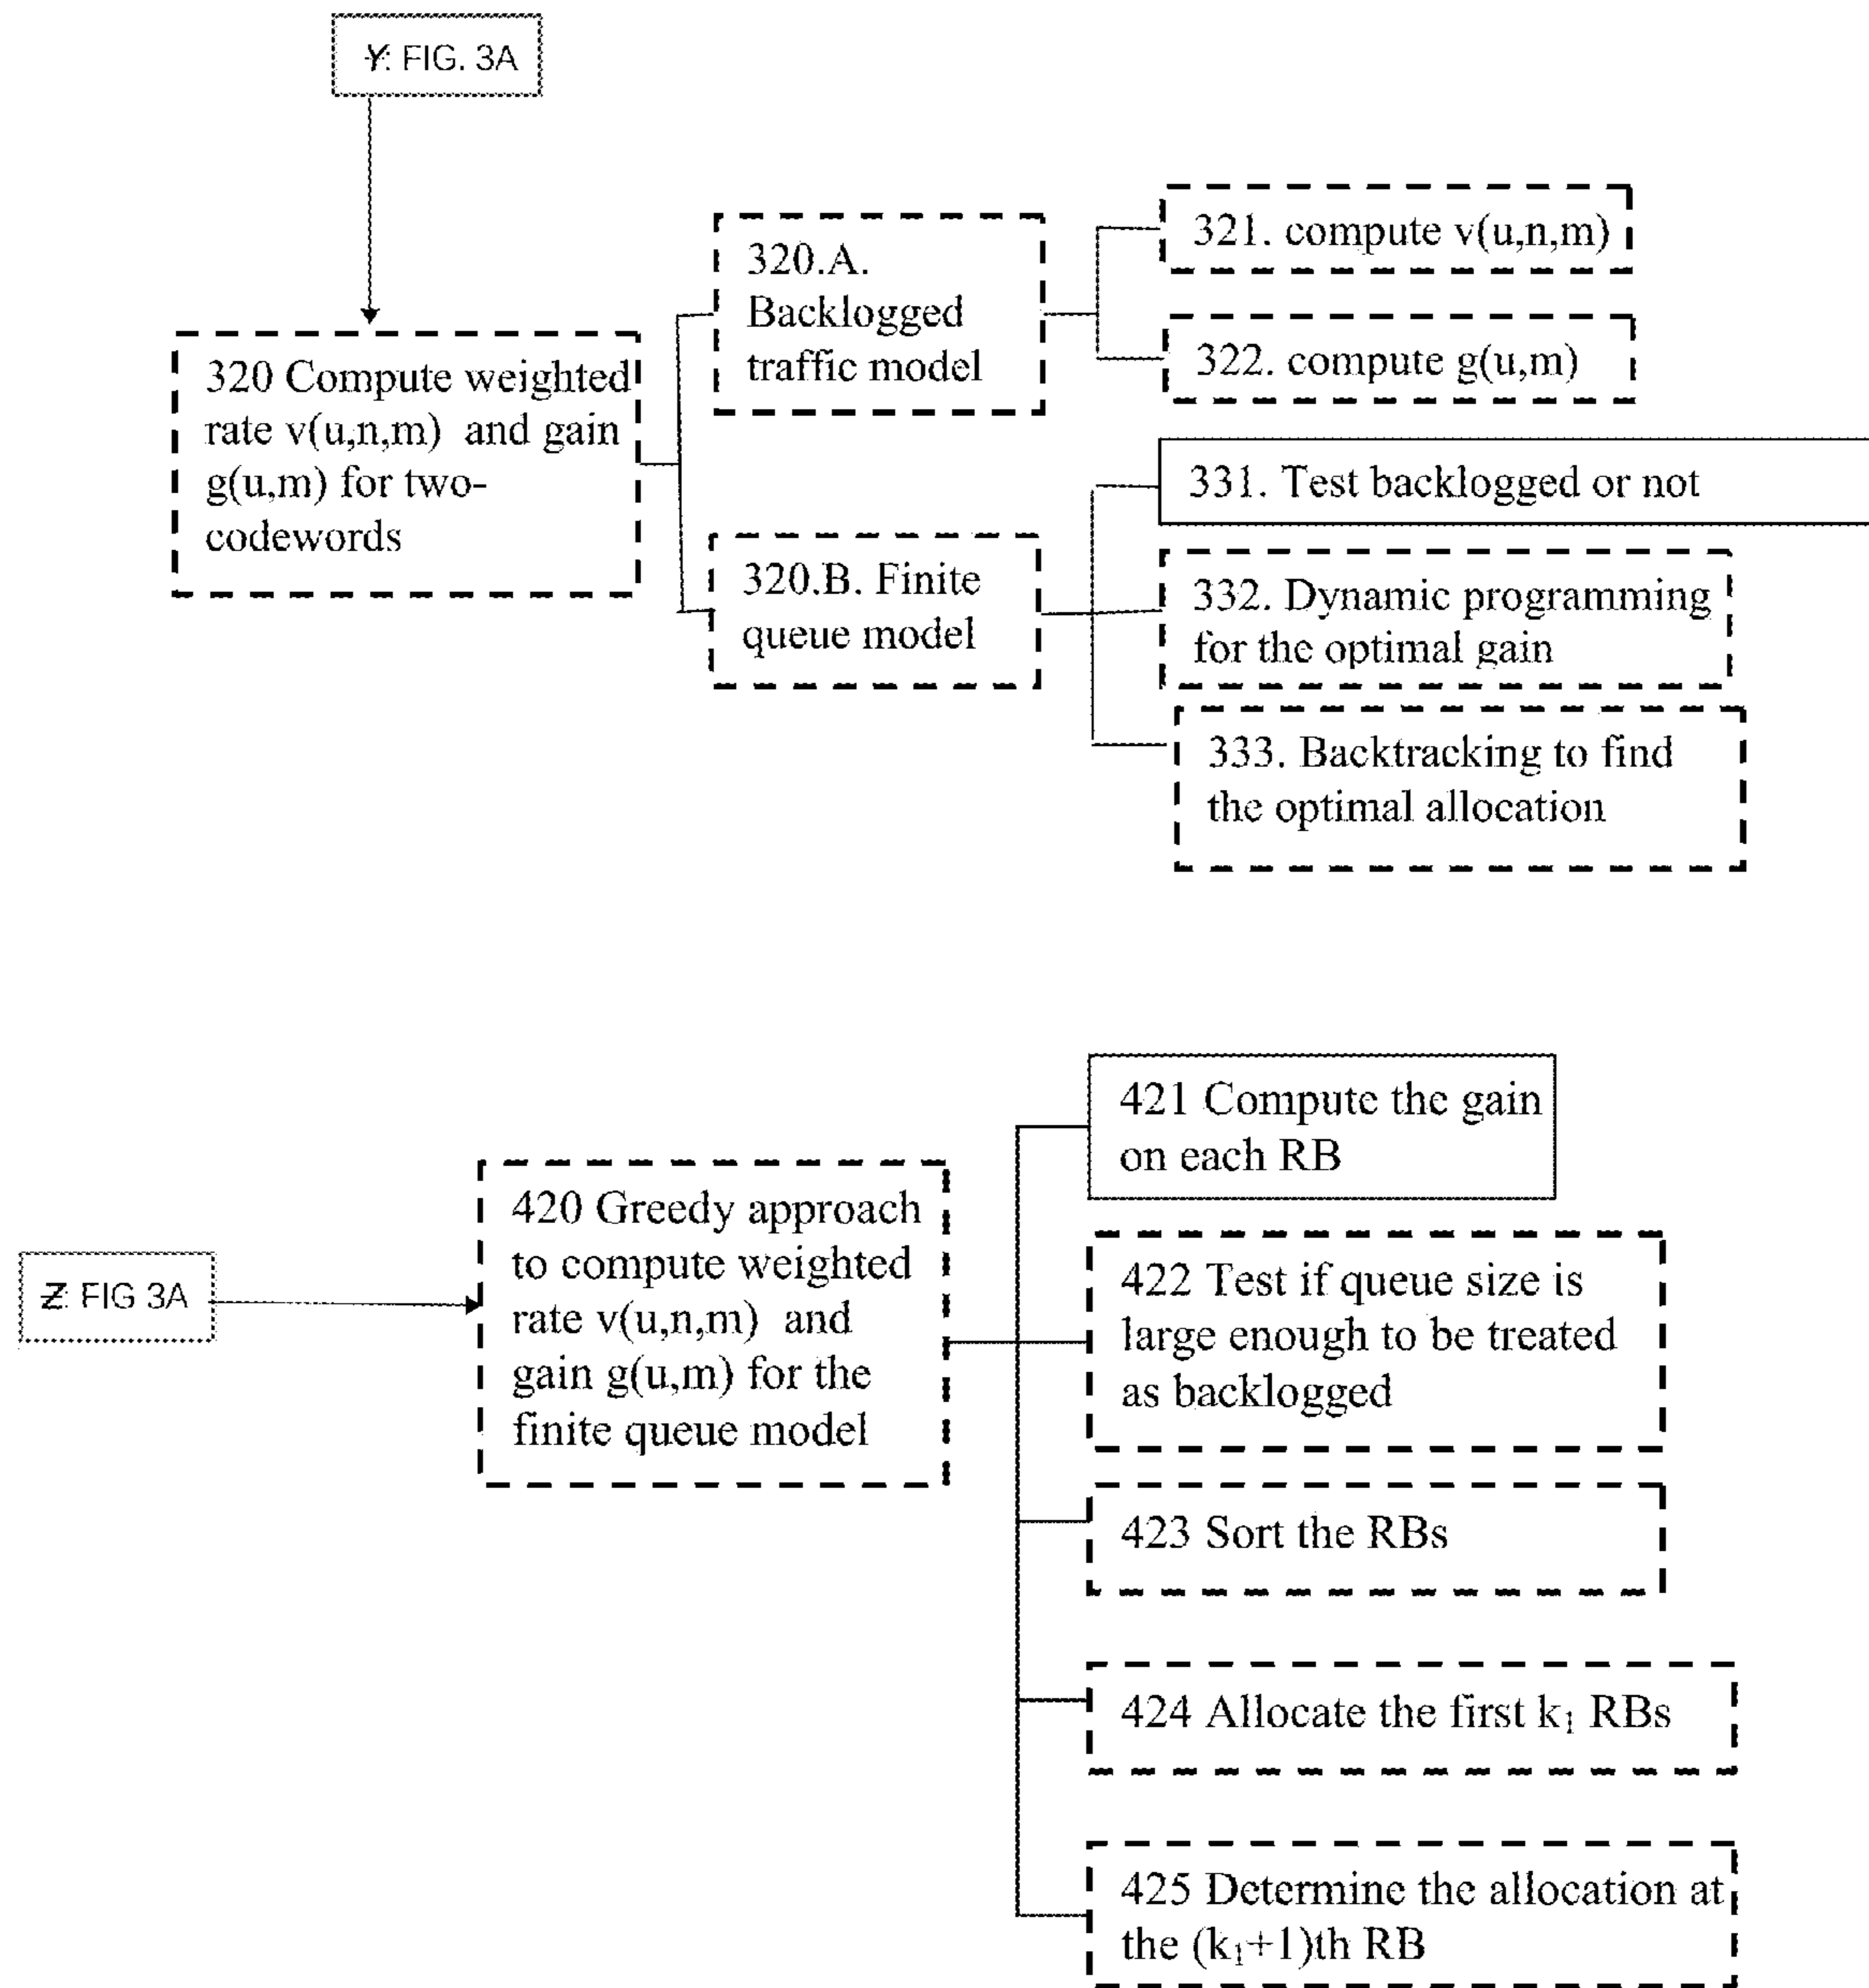 Y: FIG. 3A
320 Compute weighted
rate v(u,n,m) and gain
g(u,m) for two-
codewords
320.A.
Backlogged
traffic model
321. compute v(u,n,m)
322. compute g(u,m)
320.B. Finite
queue model
331. Test backlogged or not
332. Dynamic programming
for the optimal gain
333. Backtracking to find
the optimal allocation
Z: FIG 3A
420 Greedy approach
to compute weighted
rate v(u,n,m) and
gain g(u,m) for the
finite queue model
421 Compute the gain
on each RB
422 Test if queue size is
large enough to be treated
as backlogged
423 Sort the RBs
424 Allocate the first k₁ RBs
425 Determine the allocation at
the (k₁+1)th RB